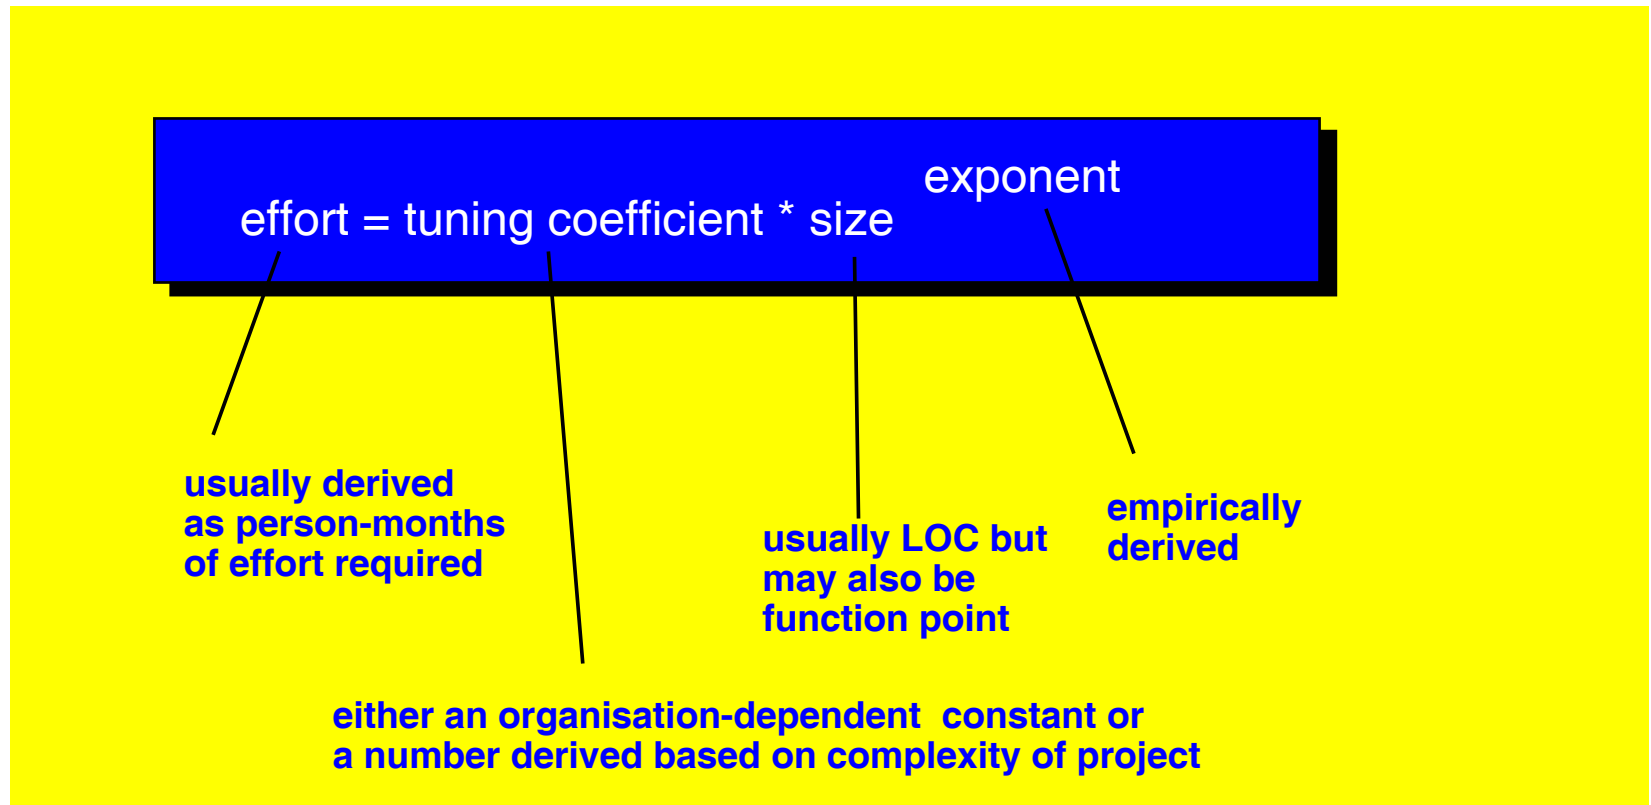 exponent
effort = tuning coefficient * size
usually derived
as person-months
of effort required
empirically
derived
usually LOC but
may also be
function point
either an organisation-dependent  constant or
a number derived based on complexity of project